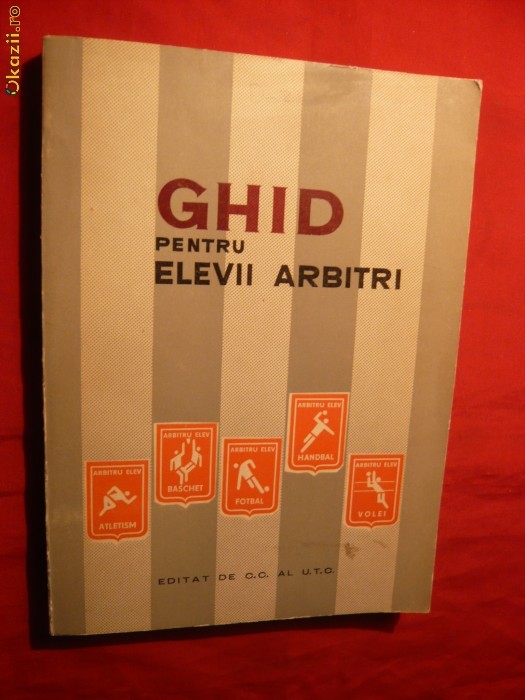 Okazii.ro
GHID
PENTRU
ELEVII ARBITRI
ARBITRU ELEV
ATLETISM
ARBITRU ELEV
BASCHET
ARBITRU ELEV
FOTBAL
ARBITRU ELEV
HANDBAL
ARBITRU ELEV
VOLEI
EDITAT DE C.C. AL U.T.C.